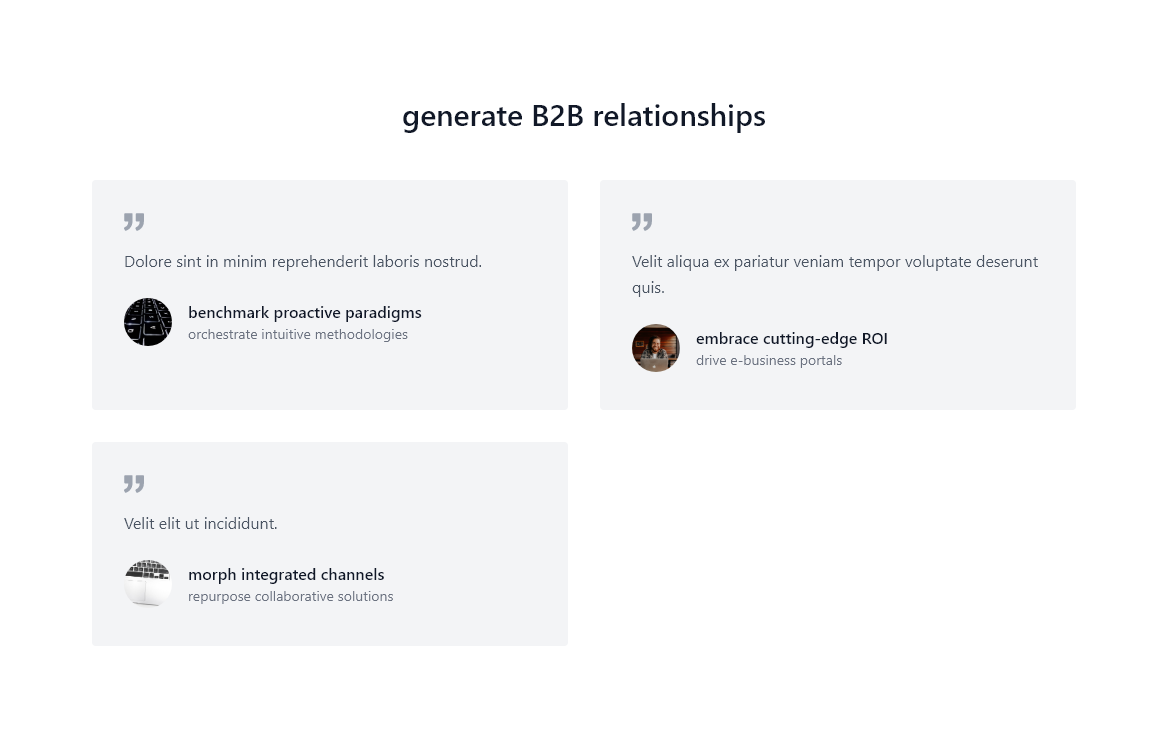 generate B2B relationships
Dolore sint in minim reprehenderit laboris nostrud.
benchmark proactive paradigms
orchestrate intuitive methodologies
Velit aliqua ex pariatur veniam tempor voluptate deserunt
quis.
embrace cutting-edge ROI
drive e-business portals
Velit elit ut incididunt.
morph integrated channels
repurpose collaborative solutions